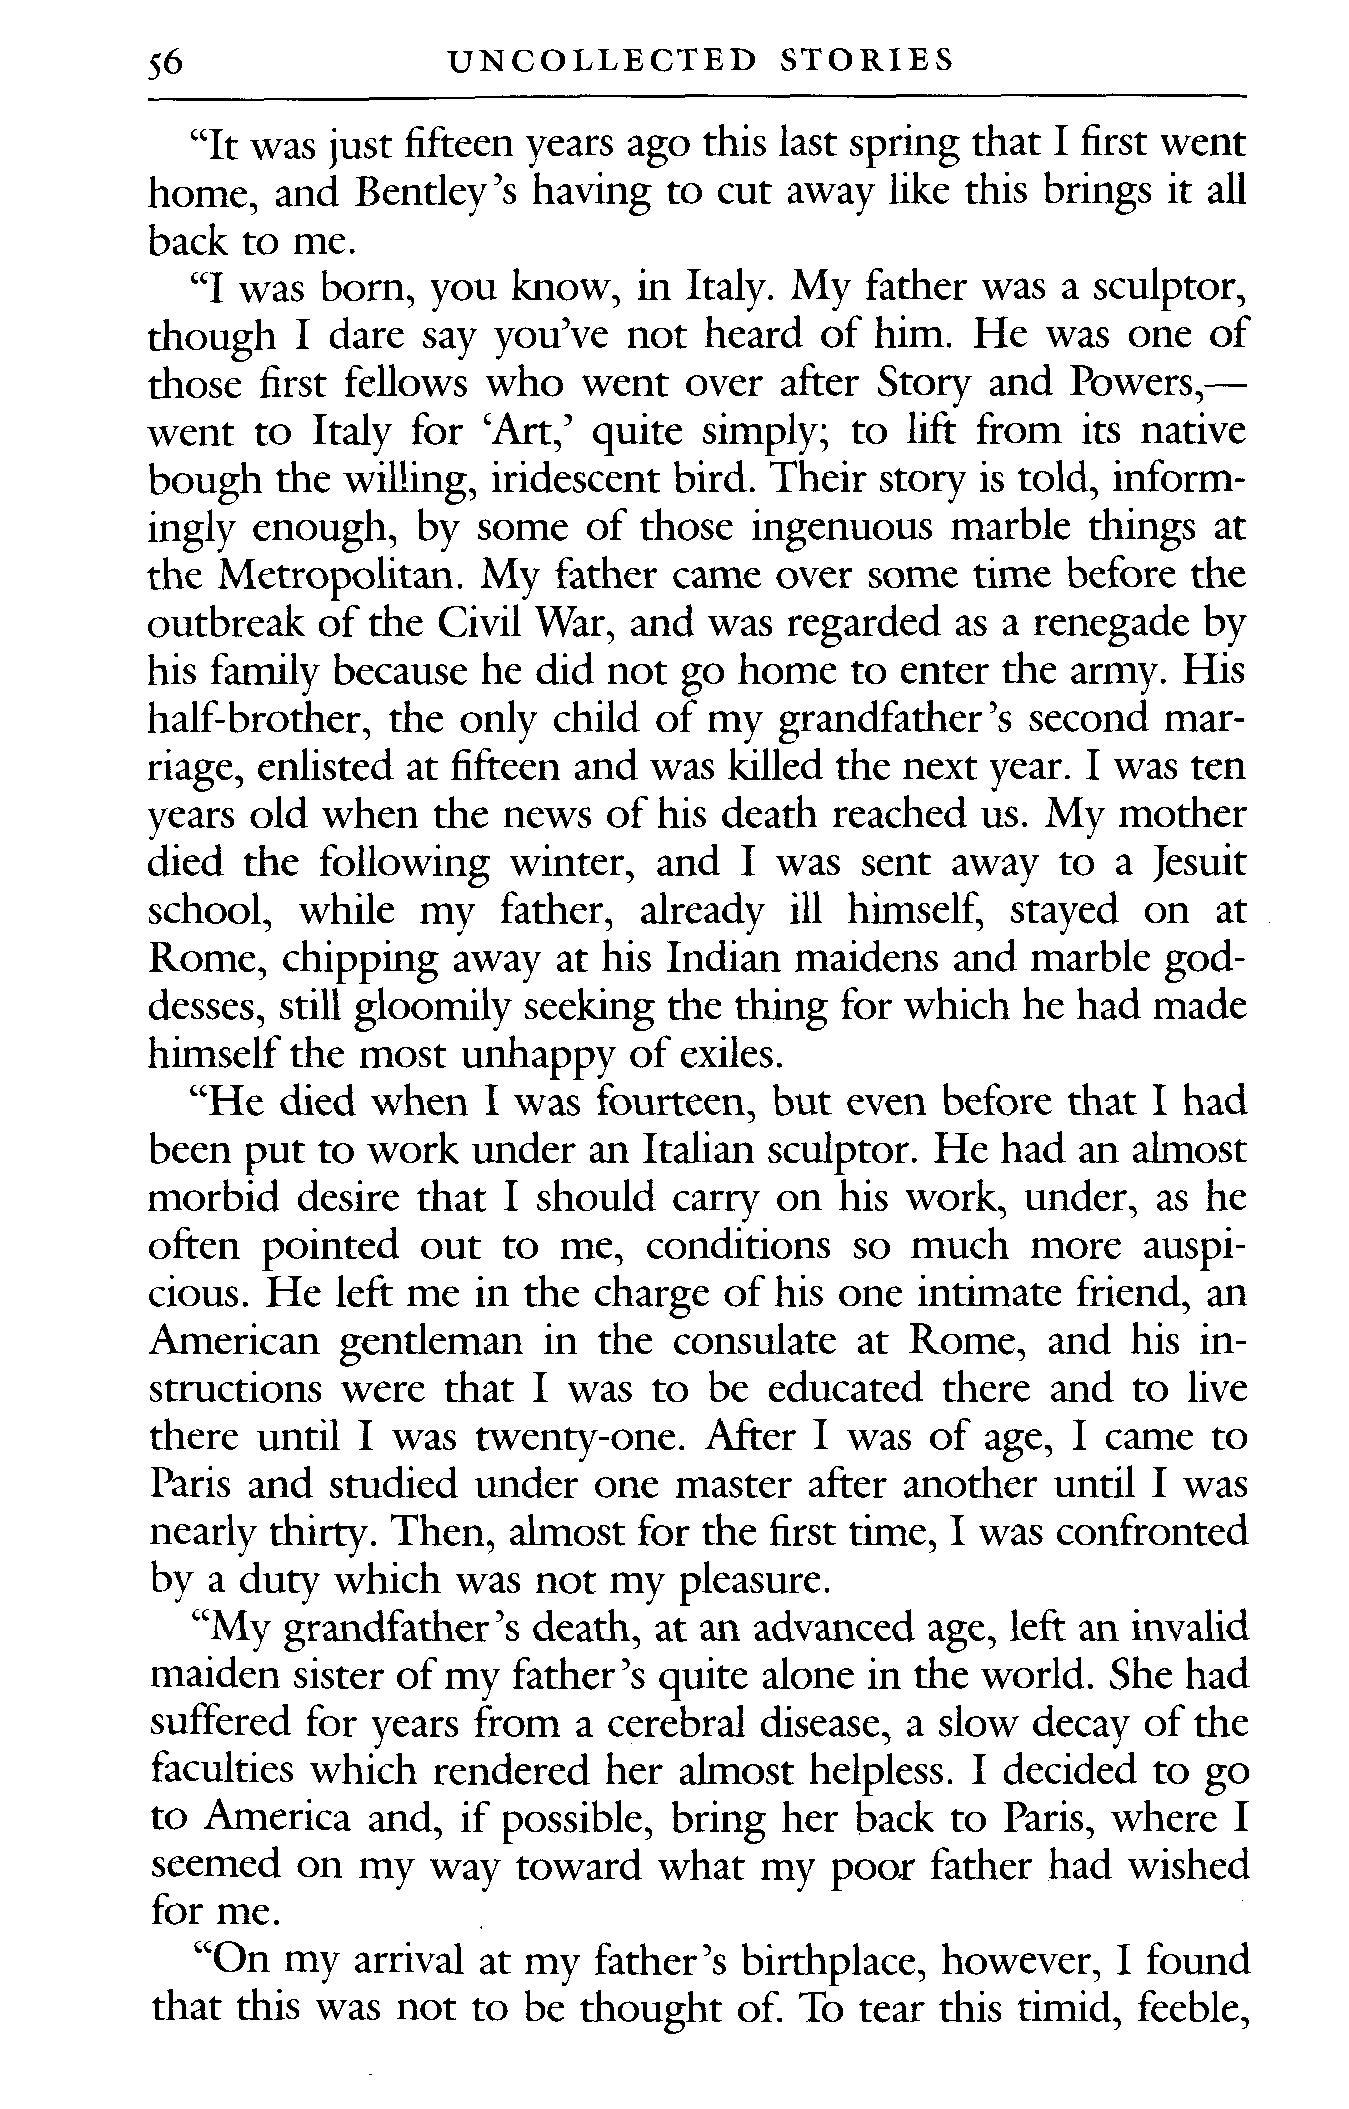 56 UNCOLLECTED STORIES
“It was just fifteen years ago this last spring that I first went
home, and Bentley’s having to cut away like this brings it all
back to me.
“I was born, you know, in Italy. My father was a sculptor,
though I dare say you’ve not heard of him. He was one of
those first fellows who went over after Story and Powers,—
went to Italy for ‘Art,’ quite simply; to lift from its native
bough the willing, iridescent bird. Their story is told, inform-
ingly enough, by some of those ingenuous marble things at
the Metropolitan. My father came over some time before the
outbreak of the Civil War, and was regarded as a renegade by
his family because he did not go home to enter the army. His
half-brother, the only child of my grandfather’s second mar-
riage, enlisted at fifteen and was killed the next year. I was ten
years old when the news of his death reached us. My mother
died the following winter, and I was sent away to a Jesuit
school, while my father, already ill himself, stayed on at
Rome, chipping away at his Indian maidens and marble god-
desses, still gloomily seeking the thing for which he had made
himself the most unhappy of exiles.
“He died when I was fourteen, but even before that I had
been put to work under an Italian sculptor. He had an almost
morbid desire that I should carry on his work, under, as he
often pointed out to me, conditions so much more auspi-
cious. He left me in the charge of his one intimate friend, an
American gentleman in the consulate at Rome, and his in-
structions were that I was to be educated there and to live
there until I was twenty-one. After I was of age, I came to
Paris and studied under one master after another until I was
nearly thirty. Then, almost for the first time, I was confronted
by a duty which was not my pleasure.
“My grandfather’s death, at an advanced age, left an invalid
maiden sister of my father’s quite alone in the world. She had
suffered for years from a cerebral disease, a slow decay of the
faculties which rendered her almost helpless. I decided to go
to America and, if possible, bring her back to Paris, where I
seemed on my way toward what my poor father had wished
for me.
“On my arrival at my father’s birthplace, however, I found
that this was not to be thought of. To tear this timid, feeble,